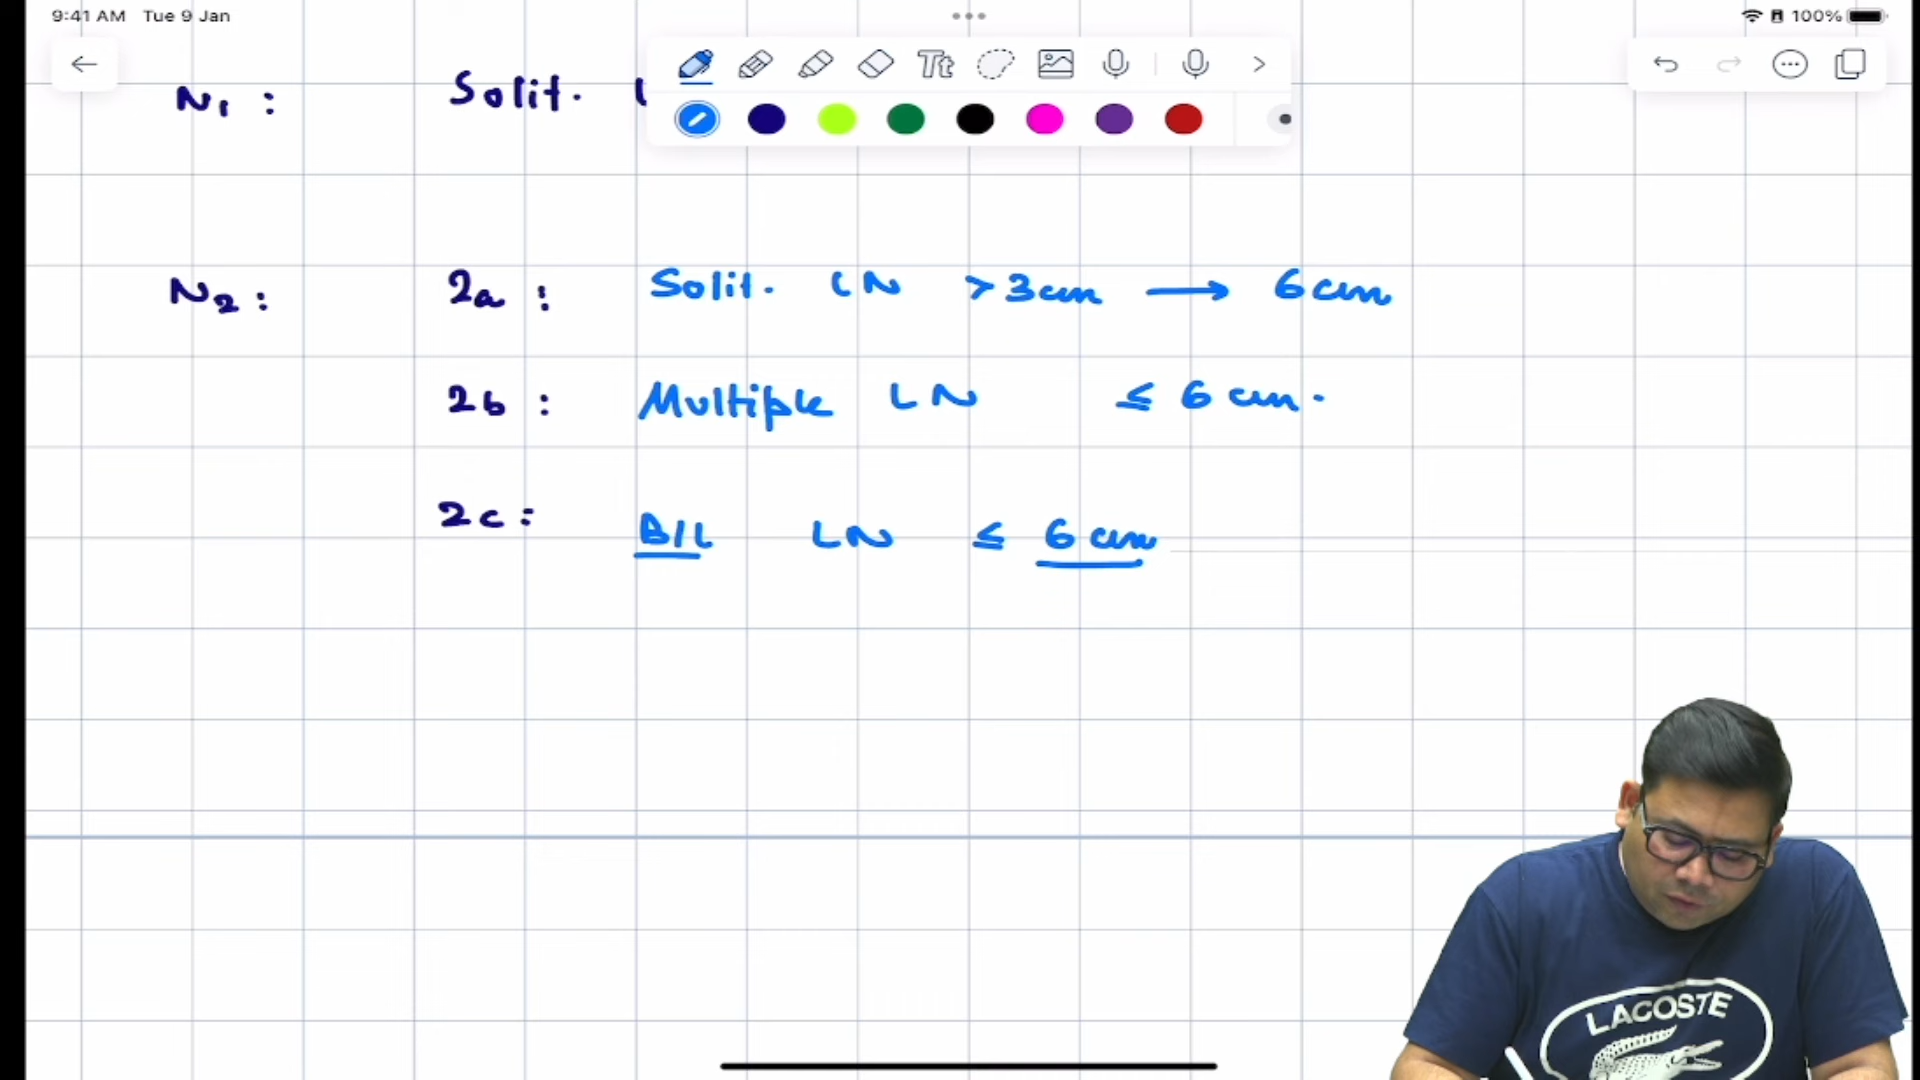 9:41 AM Tue 9 Jan
100%
Tt
N1 : Solit.
N2 : 2a : Solit. LN >3cm → 6cm
2b : Multiple LN ≤ 6 cm.
2c : B/L LN ≤ 6 cm
LACOSTE